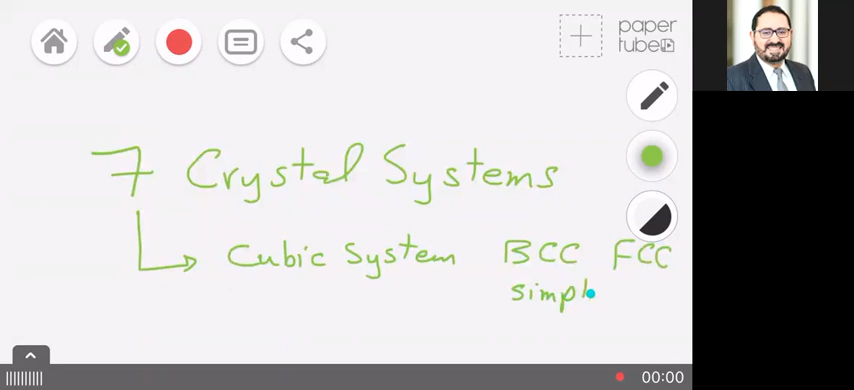 paper
tube
7 Crystal Systems
Cubic System BCC FCC
simpl
00:00